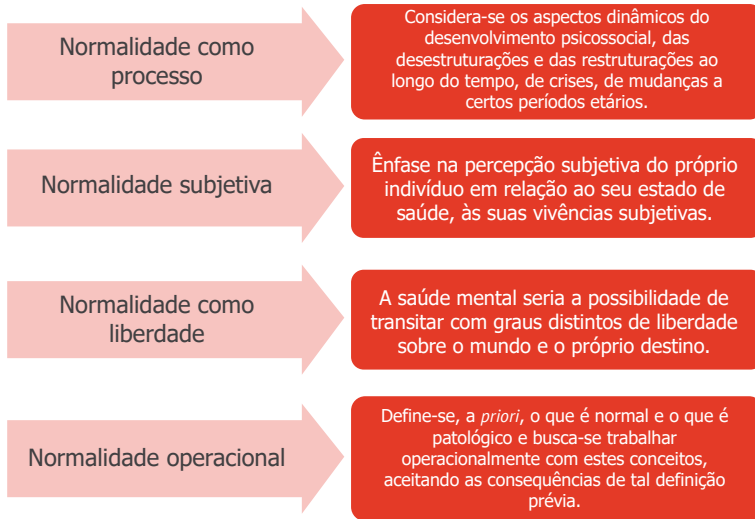 Normalidade como
processo
Considera-se os aspectos dinâmicos do
desenvolvimento psicossocial, das
desestruturações e das restruturações ao
longo do tempo, de crises, de mudanças a
certos períodos etários.
Normalidade subjetiva
Ênfase na percepção subjetiva do próprio
indivíduo em relação ao seu estado de
saúde, às suas vivências subjetivas.
Normalidade como
liberdade
A saúde mental seria a possibilidade de
transitar com graus distintos de liberdade
sobre o mundo e o próprio destino.
Normalidade operacional
Define-se, a priori, o que é normal e o que é
patológico e busca-se trabalhar
operacionalmente com estes conceitos,
aceitando as consequências de tal definição
prévia.